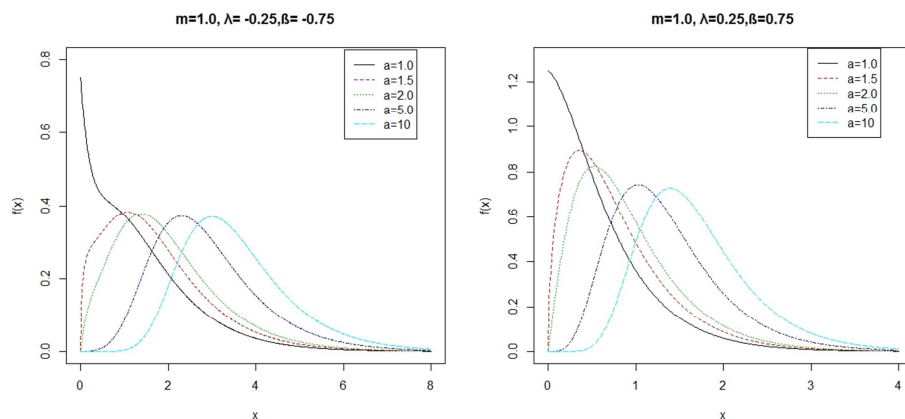 m=1.0, λ= -0.25,ß= -0.75
f(x)
0.8
0.6
0.4
0.2
0.0
a=1.0
a=1.5
a=2.0
a=5.0
a=10
0 2 4 6 8
x
m=1.0, λ=0.25,ß=0.75
f(x)
1.2
1.0
0.8
0.6
0.4
0.2
0.0
a=1.0
a=1.5
a=2.0
a=5.0
a=10
0 1 2 3 4
x